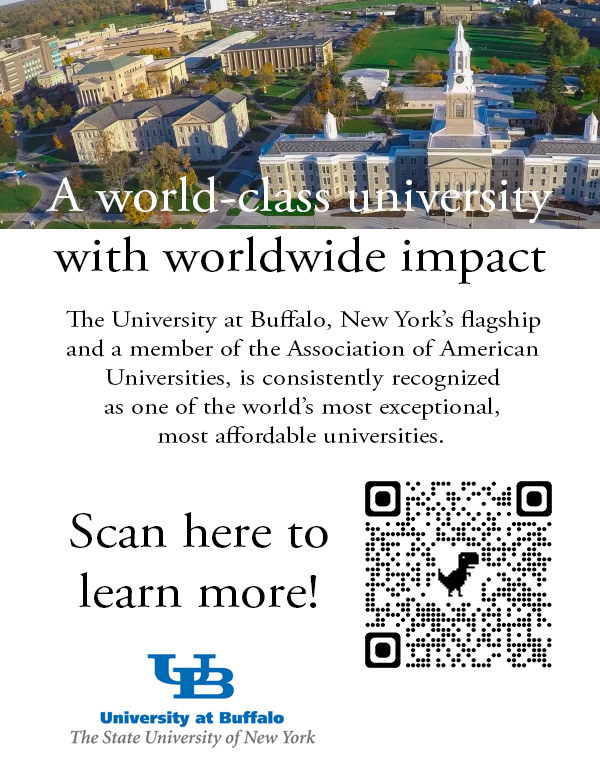 A world-class university
with worldwide impact
The University at Buffalo, New York's flagship
and a member of the Association of American
Universities, is consistently recognized
as one of the world's most exceptional,
most affordable universities.
Scan here to
learn more!
UB
University at Buffalo
The State University of New York